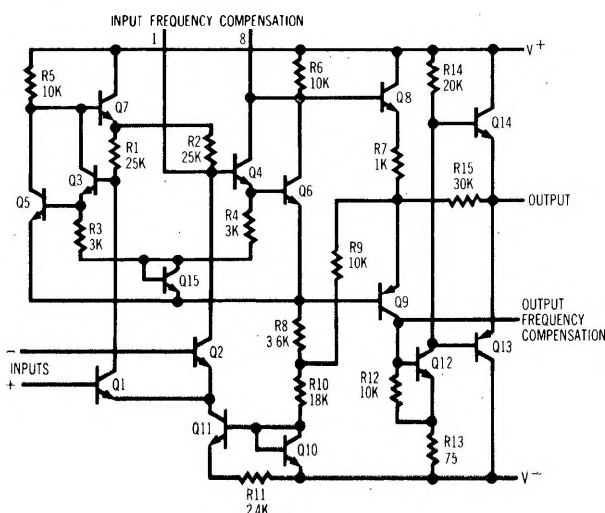 INPUT FREQUENCY COMPENSATION
1 8
V+
R5
10K
R6
10K
R14
20K
Q7
Q8
Q14
R1
25K
R2
25K
R7
1K
Q3
Q4
Q6
R15
30K
Q5
OUTPUT
R3
3K
R4
3K
R9
10K
Q15
Q9
OUTPUT
FREQUENCY
COMPENSATION
R8
3.6K
Q2
-
INPUTS
+
Q1
R10
18K
R12
10K
Q12
Q13
Q11
Q10
R13
75
R11
2.4K
V-